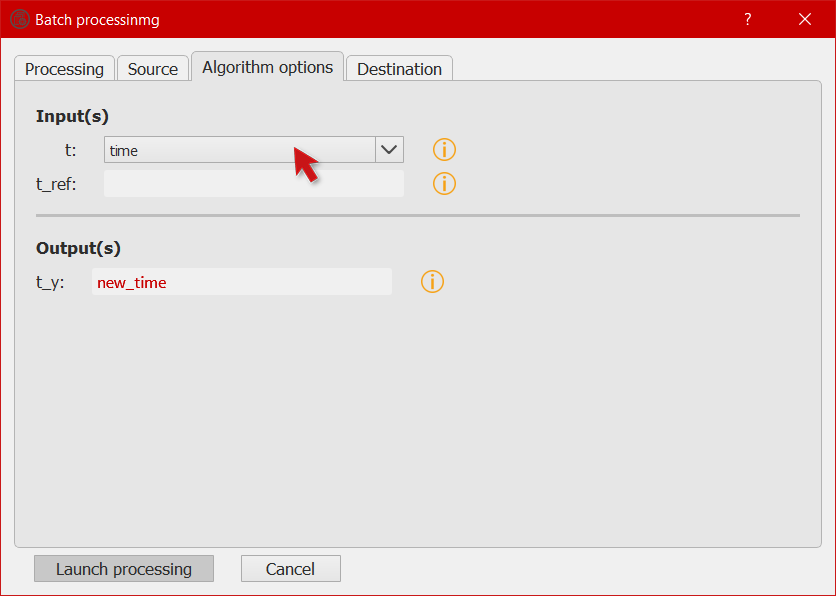 Batch processinmg ?
Processing Source Algorithm options Destination
Input(s)
t: time
t_ref:
Output(s)
t_y: new_time
Launch processing Cancel